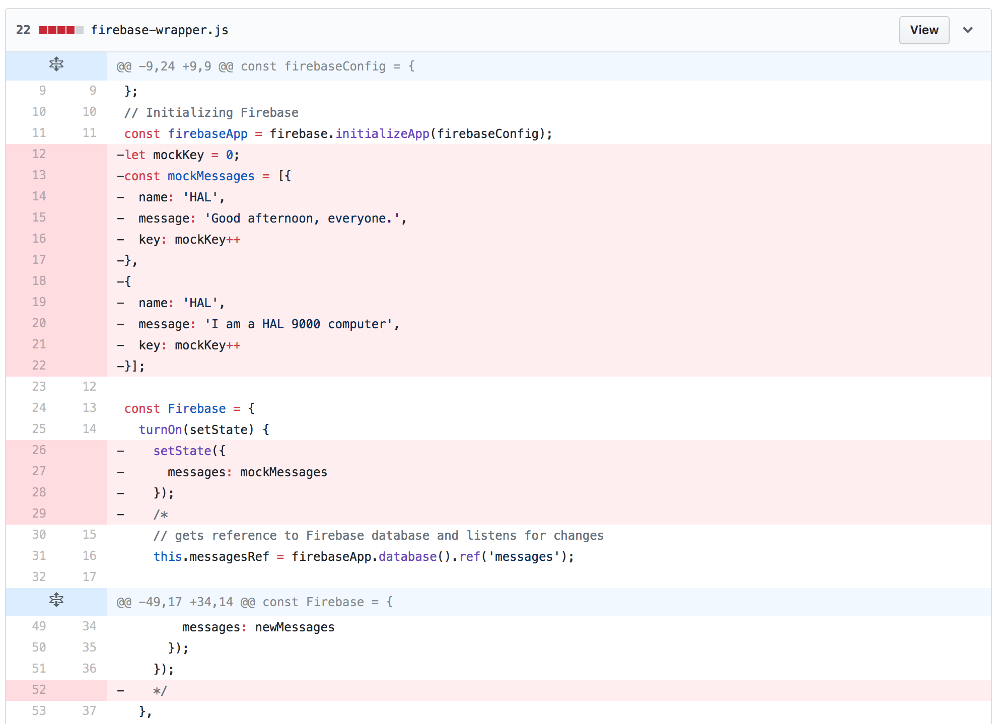 22 firebase-wrapper.js View
@@ -9,24 +9,9 @@ const firebaseConfig = {
9 9 };
10 10 // Initializing Firebase
11 11 const firebaseApp = firebase.initializeApp(firebaseConfig);
12 -let mockKey = 0;
13 -const mockMessages = [{
14 -  name: 'HAL',
15 -  message: 'Good afternoon, everyone.',
16 -  key: mockKey++
17 -},
18 -{
19 -  name: 'HAL',
20 -  message: 'I am a HAL 9000 computer',
21 -  key: mockKey++
22 -}];
23 12
24 13 const Firebase = {
25 14   turnOn(setState) {
26 -    setState({
27 -      messages: mockMessages
28 -    });
29 -    /*
30 15     // gets reference to Firebase database and listens for changes
31 16     this.messagesRef = firebaseApp.database().ref('messages');
32 17
@@ -49,17 +34,14 @@ const Firebase = {
49 34         messages: newMessages
50 35       });
51 36     });
52 -    */
53 37   },